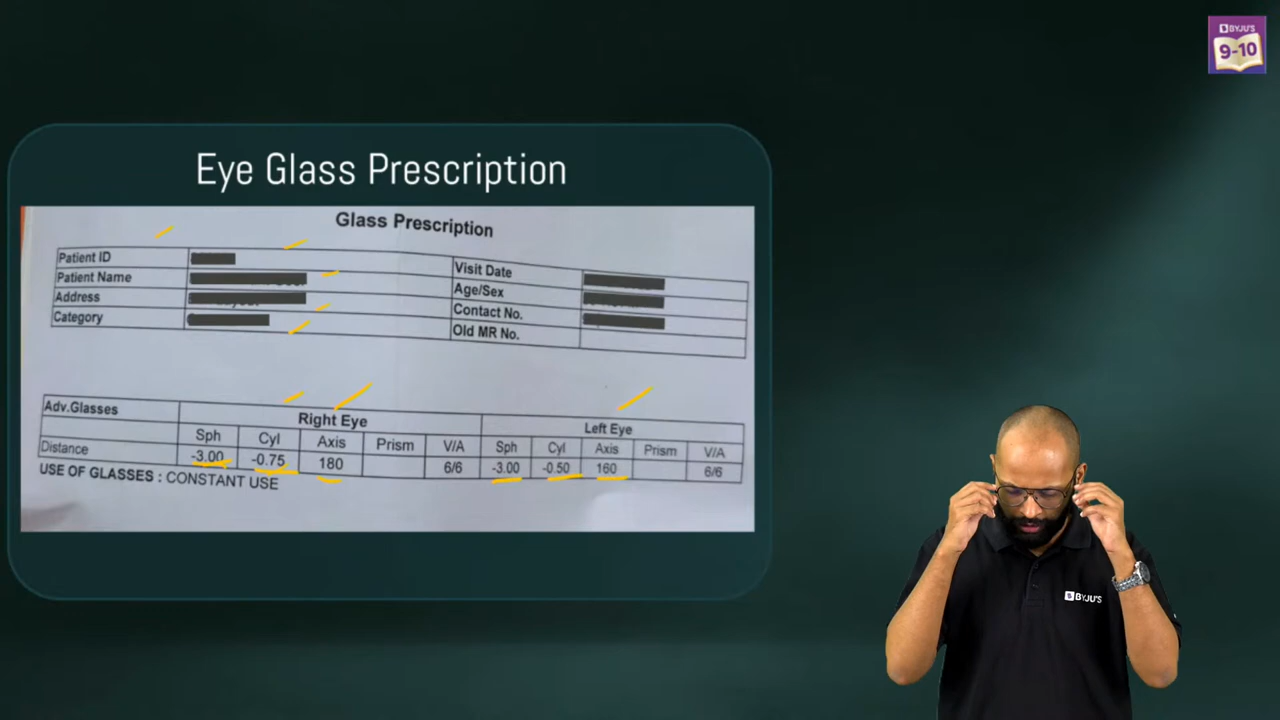 BYJU'S
9-10
Eye Glass Prescription
Glass Prescription
Patient ID
Patient Name
Address
Category
Visit Date
Age/Sex
Contact No.
Old MR No.
Adv.Glasses Right Eye Left Eye
Sph Cyl Axis Prism V/A Sph Cyl Axis Prism V/A
Distance -3.00 -0.75 180 6/6 -3.00 -0.50 160 6/6
USE OF GLASSES : CONSTANT USE
BYJU'S